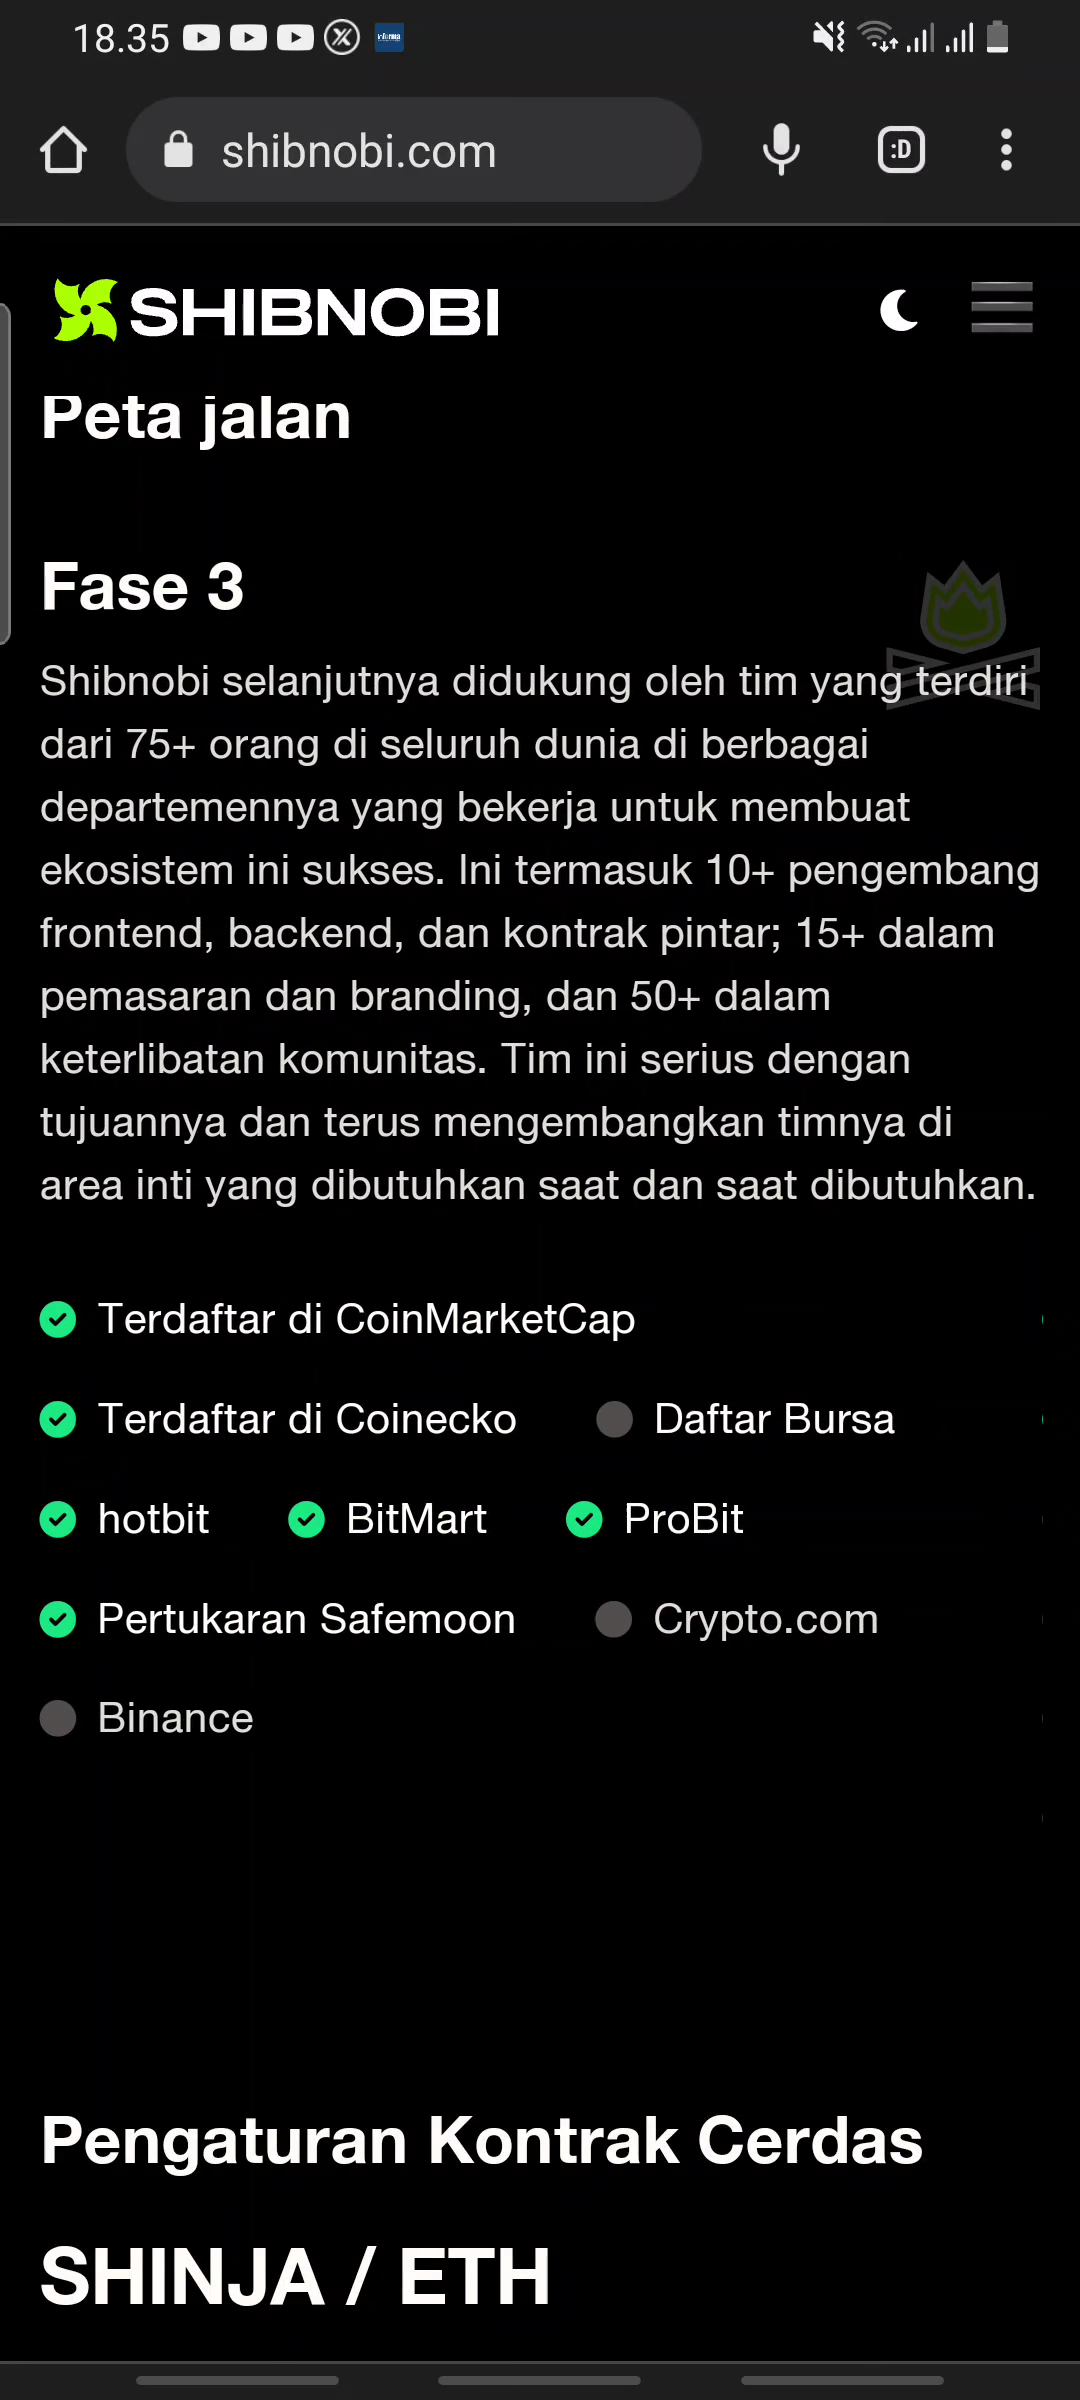 18.35
shibnobi.com
:D
SHIBNOBI
Peta jalan
Fase 3
Shibnobi selanjutnya didukung oleh tim yang terdiri
dari 75+ orang di seluruh dunia di berbagai
departemennya yang bekerja untuk membuat
ekosistem ini sukses. Ini termasuk 10+ pengembang
frontend, backend, dan kontrak pintar; 15+ dalam
pemasaran dan branding, dan 50+ dalam
keterlibatan komunitas. Tim ini serius dengan
tujuannya dan terus mengembangkan timnya di
area inti yang dibutuhkan saat dan saat dibutuhkan.
Terdaftar di CoinMarketCap
Terdaftar di Coinecko Daftar Bursa
hotbit BitMart ProBit
Pertukaran Safemoon Crypto.com
Binance
Pengaturan Kontrak Cerdas
SHINJA / ETH